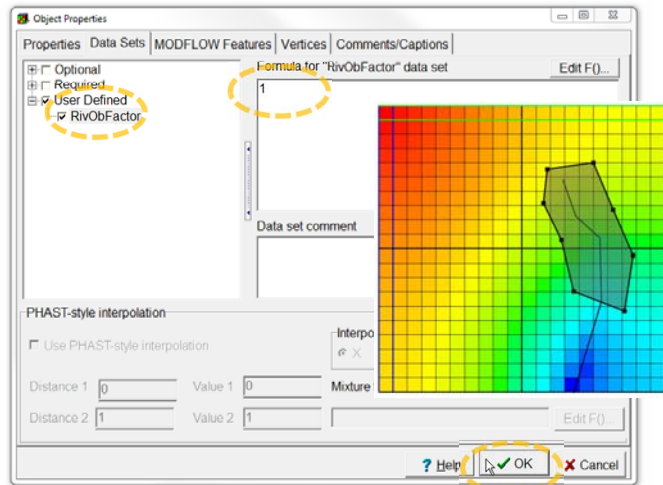 Object Properties
Properties Data Sets MODFLOW Features Vertices Comments/Captions
Optional
Required
User Defined
RivObFactor
Formula for "RivObFactor" data set
Edit F()...
1
Data set comment
PHAST-style interpolation
Use PHAST-style interpolation
X
Distance 1 0 Value 1 0 Mixture
Distance 2 1 Value 2 1 Edit F()...
? Help OK Cancel